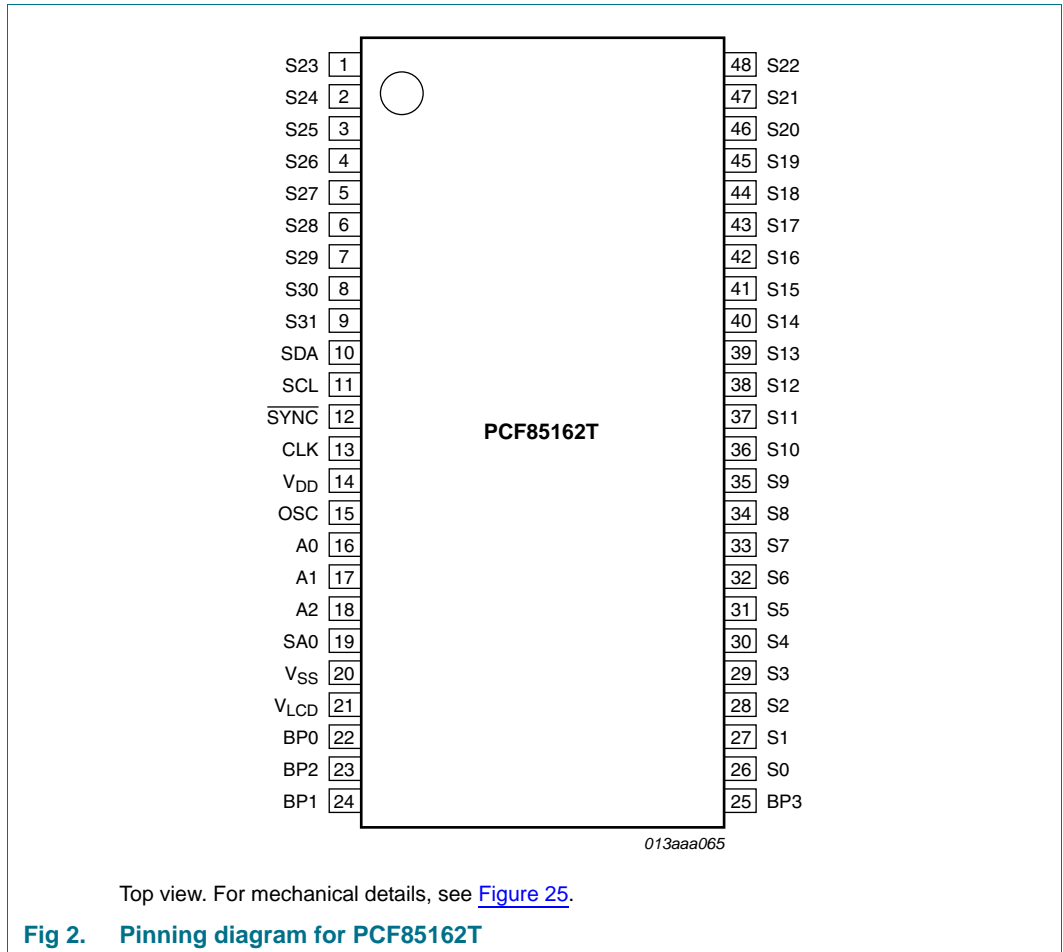 S23 1 48 S22
S24 2 47 S21
S25 3 46 S20
S26 4 45 S19
S27 5 44 S18
S28 6 43 S17
S29 7 42 S16
S30 8 41 S15
S31 9 40 S14
SDA 10 39 S13
SCL 11 38 S12
SYNC 12 37 S11
PCF85162T
CLK 13 36 S10
VDD 14 35 S9
OSC 15 34 S8
A0 16 33 S7
A1 17 32 S6
A2 18 31 S5
SA0 19 30 S4
VSS 20 29 S3
VLCD 21 28 S2
BP0 22 27 S1
BP2 23 26 S0
BP1 24 25 BP3
013aaa065
Top view. For mechanical details, see Figure 25.
Fig 2. Pinning diagram for PCF85162T